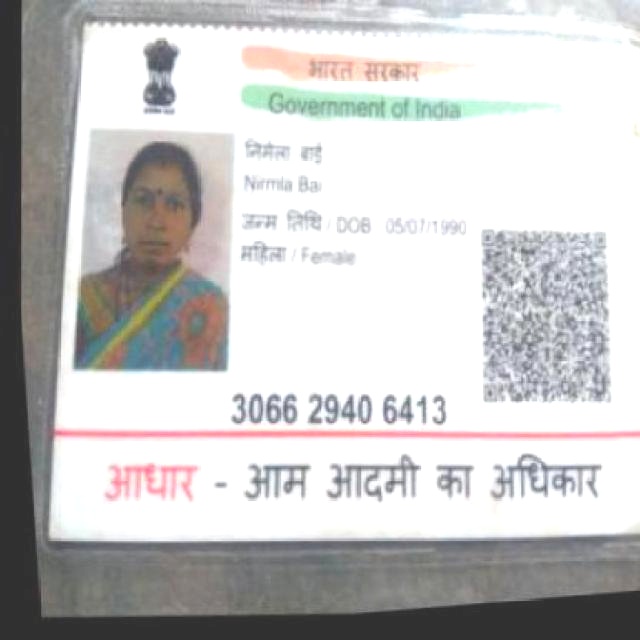 भारत सरकार
Government of India
निर्मला बाई
Nirmla Bai
जन्म तिथि / DOB 05/07/1990
महिला / Female
3066 2940 6413
आधार - आम आदमी का अधिकार